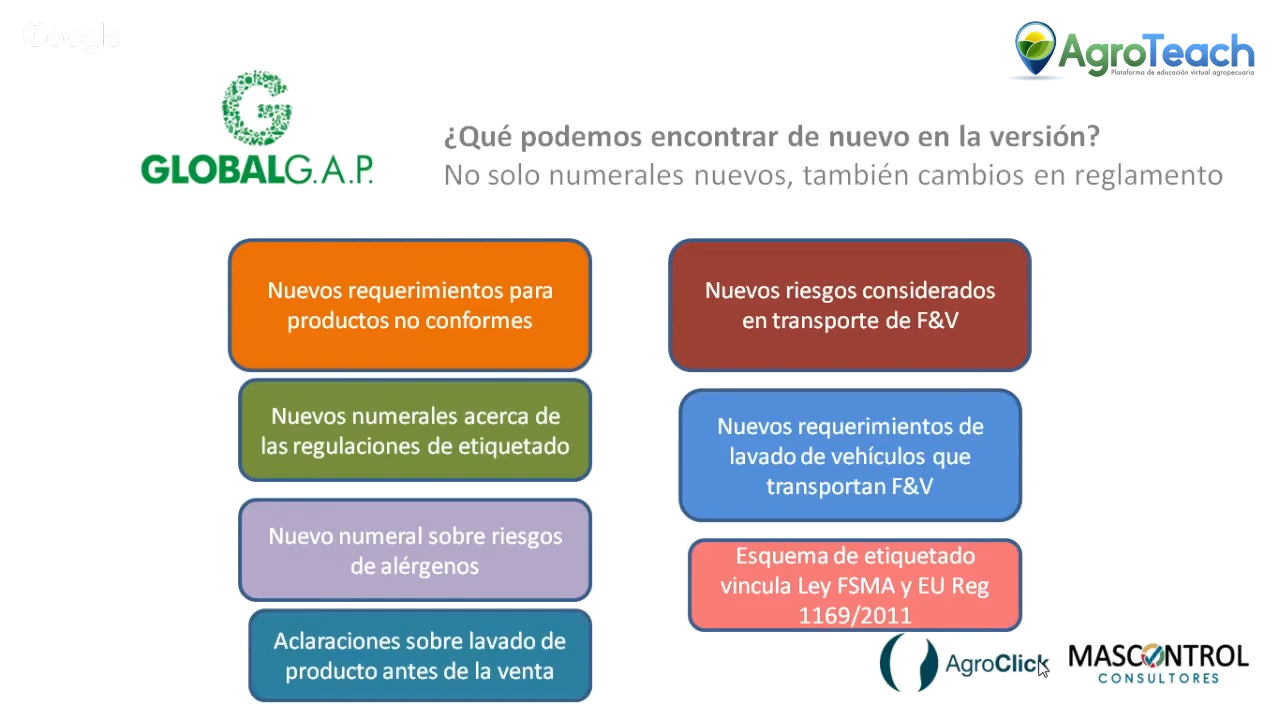 Google
AgroTeach
Plataforma de educación virtual agropecuaria
GLOBALG.A.P.
¿Qué podemos encontrar de nuevo en la versión?
No solo numerales nuevos, también cambios en reglamento
Nuevos requerimientos para
productos no conformes
Nuevos numerales acerca de
las regulaciones de etiquetado
Nuevo numeral sobre riesgos
de alérgenos
Aclaraciones sobre lavado de
producto antes de la venta
Nuevos riesgos considerados
en transporte de F&V
Nuevos requerimientos de
lavado de vehículos que
transportan F&V
Esquema de etiquetado
vincula Ley FSMA y EU Reg
1169/2011
AgroClick
MASCONTROL
CONSULTORES